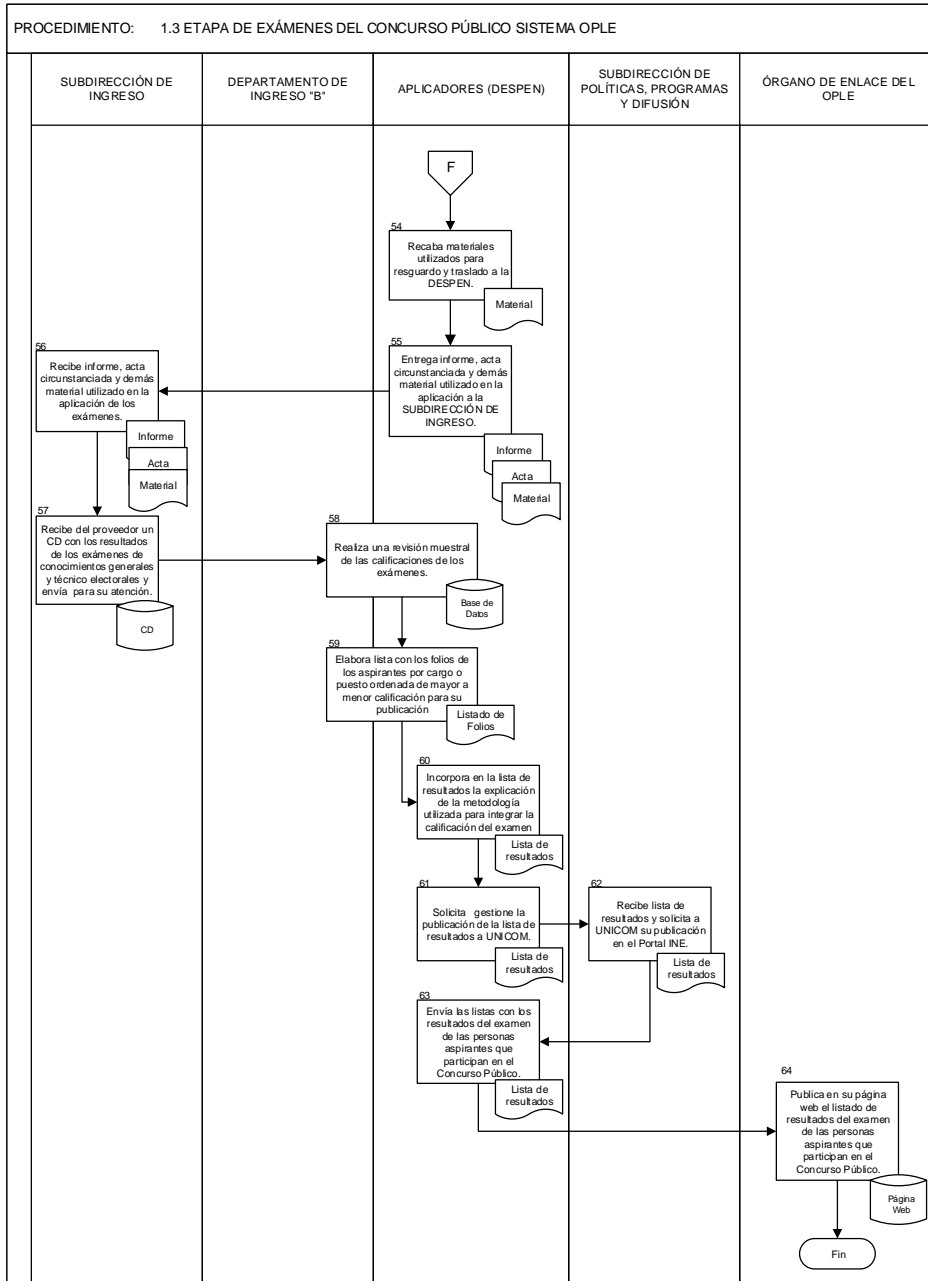 PROCEDIMIENTO: 1.3 ETAPA DE EXÁMENES DEL CONCURSO PÚBLICO SISTEMA OPLE
SUBDIRECCIÓN DE
INGRESO
DEPARTAMENTO DE
INGRESO "B"
APLICADORES (DESPEN)
SUBDIRECCIÓN DE
POLÍTICAS, PROGRAMAS
Y DIFUSIÓN
ÓRGANO DE ENLACE DEL
OPLE
F
54
Recaba materiales
utilizados para
resguardo y traslado a la
DESPEN.
Material
55
Entrega informe, acta
circunstanciada y demás
material utilizado en la
aplicación a la
SUBDIRECCIÓN DE
INGRESO.
Informe
Acta
Material
56
Recibe informe, acta
circunstanciada y demás
material utilizado en la
aplicación de los
exámenes.
Informe
Acta
Material
57
Recibe del proveedor un
CD con los resultados
de los exámenes de
conocimientos generales
y técnico electorales y
envía para su atención.
CD
58
Realiza una revisión muestral
de las calificaciones de los
exámenes.
Base de
Datos
59
Elabora lista con los folios de
los aspirantes por cargo o
puesto ordenada de mayor a
menor calificación para su
publicación
Listado de
Folios
60
Incorpora en la lista de
resultados la explicación
de la metodología
utilizada para integrar la
calificación del examen
Lista de
resultados
61
Solicita gestione la
publicación de la lista de
resultados a UNICOM.
Lista de
resultados
62
Recibe lista de
resultados y solicita a
UNICOM su publicación
en el Portal INE.
Lista de
resultados
63
Envía las listas con los
resultados del examen
de las personas
aspirantes que
participan en el
Concurso Público.
Lista de
resultados
64
Publica en su página
web el listado de
resultados del examen
de las personas
aspirantes que
participan en el
Concurso Público.
Página
Web
Fin